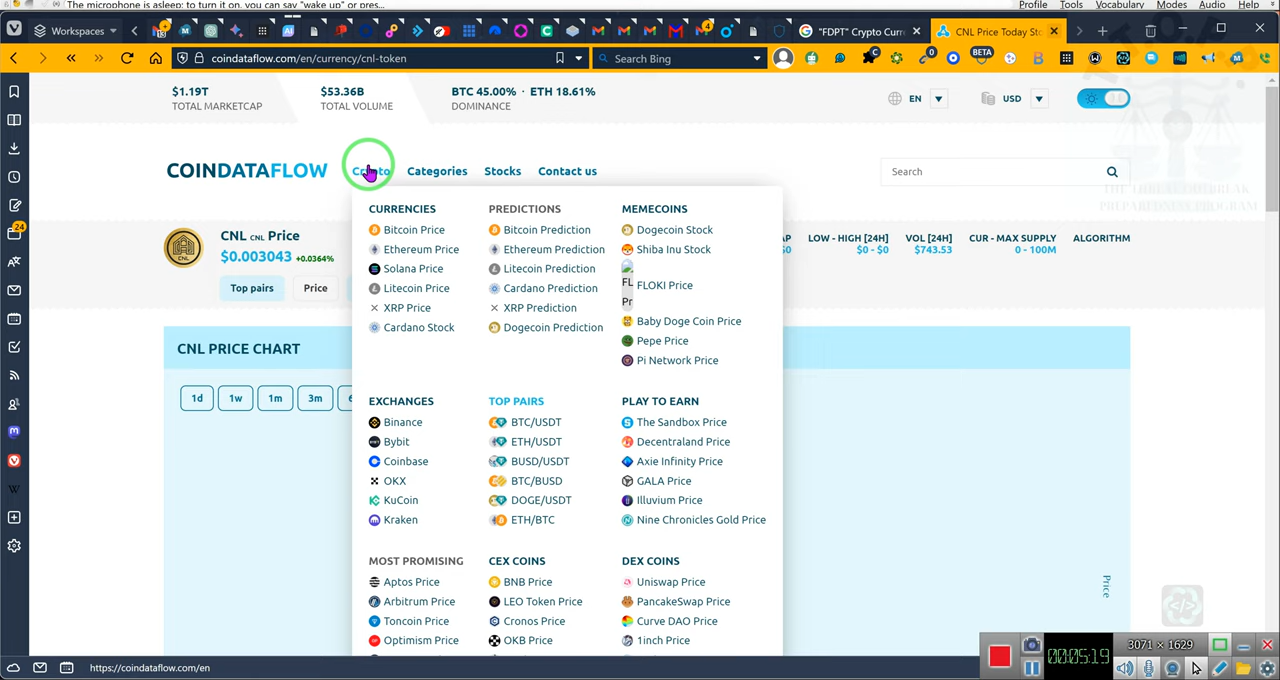 The microphone is asleep: to turn it on, you can say "wake up" or pres...
Profile Tools Vocabulary Modes Audio Help
Workspaces
"FDPT" Crypto Curre
CNL Price Today Sto
coindataflow.com/en/currency/cnl-token
Search Bing
BETA
$1.19T
TOTAL MARKETCAP
$53.36B
TOTAL VOLUME
BTC 45.00% · ETH 18.61%
DOMINANCE
EN
USD
COINDATAFLOW
Crypto
Categories
Stocks
Contact us
Search
THE OMEGA OUTBREAK
PREPAREDNESS PROGRAM
CNL CNL Price
$0.003043 +0.0364%
Top pairs
Price
LOW - HIGH [24H]
$0 - $0
VOL [24H]
$743.53
CUR - MAX SUPPLY
0 - 100M
ALGORITHM
CNL PRICE CHART
1d
1w
1m
3m
CURRENCIES
Bitcoin Price
Ethereum Price
Solana Price
Litecoin Price
XRP Price
Cardano Stock
PREDICTIONS
Bitcoin Prediction
Ethereum Prediction
Litecoin Prediction
Cardano Prediction
XRP Prediction
Dogecoin Prediction
MEMECOINS
Dogecoin Stock
Shiba Inu Stock
FL
Pr
FLOKI Price
Baby Doge Coin Price
Pepe Price
Pi Network Price
EXCHANGES
Binance
Bybit
Coinbase
OKX
KuCoin
Kraken
TOP PAIRS
BTC/USDT
ETH/USDT
BUSD/USDT
BTC/BUSD
DOGE/USDT
ETH/BTC
PLAY TO EARN
The Sandbox Price
Decentraland Price
Axie Infinity Price
GALA Price
Illuvium Price
Nine Chronicles Gold Price
MOST PROMISING
Aptos Price
Arbitrum Price
Toncoin Price
Optimism Price
CEX COINS
BNB Price
LEO Token Price
Cronos Price
OKB Price
DEX COINS
Uniswap Price
PancakeSwap Price
Curve DAO Price
1inch Price
Price
https://coindataflow.com/en
00:05:19
3071 × 1629